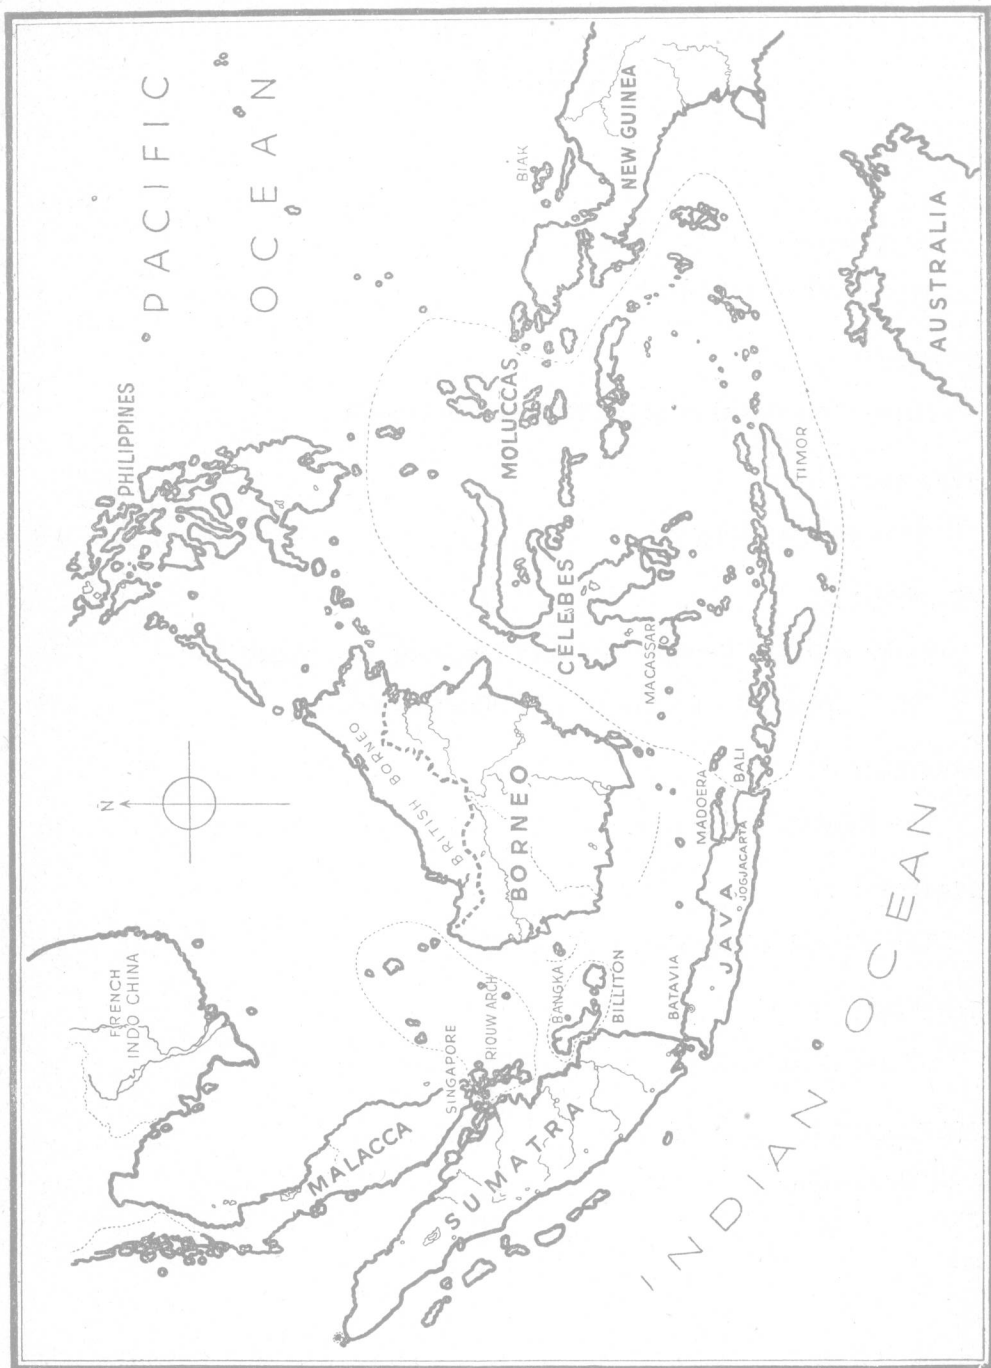 PACIFIC
OCEAN
PHILIPPINES
N
FRENCH
INDO CHINA
BRITISH BORNEO
BORNEO
MALACCA
SINGAPORE
RIOUW ARCH
BANGKA
BILLITON
SUMATRA
BATAVIA
JAVA
JOGJACARTA
MADOERA
BALI
CELEBES
MACASSAR
MOLUCCAS
TIMOR
BIAK
NEW GUINEA
AUSTRALIA
INDIAN OCEAN